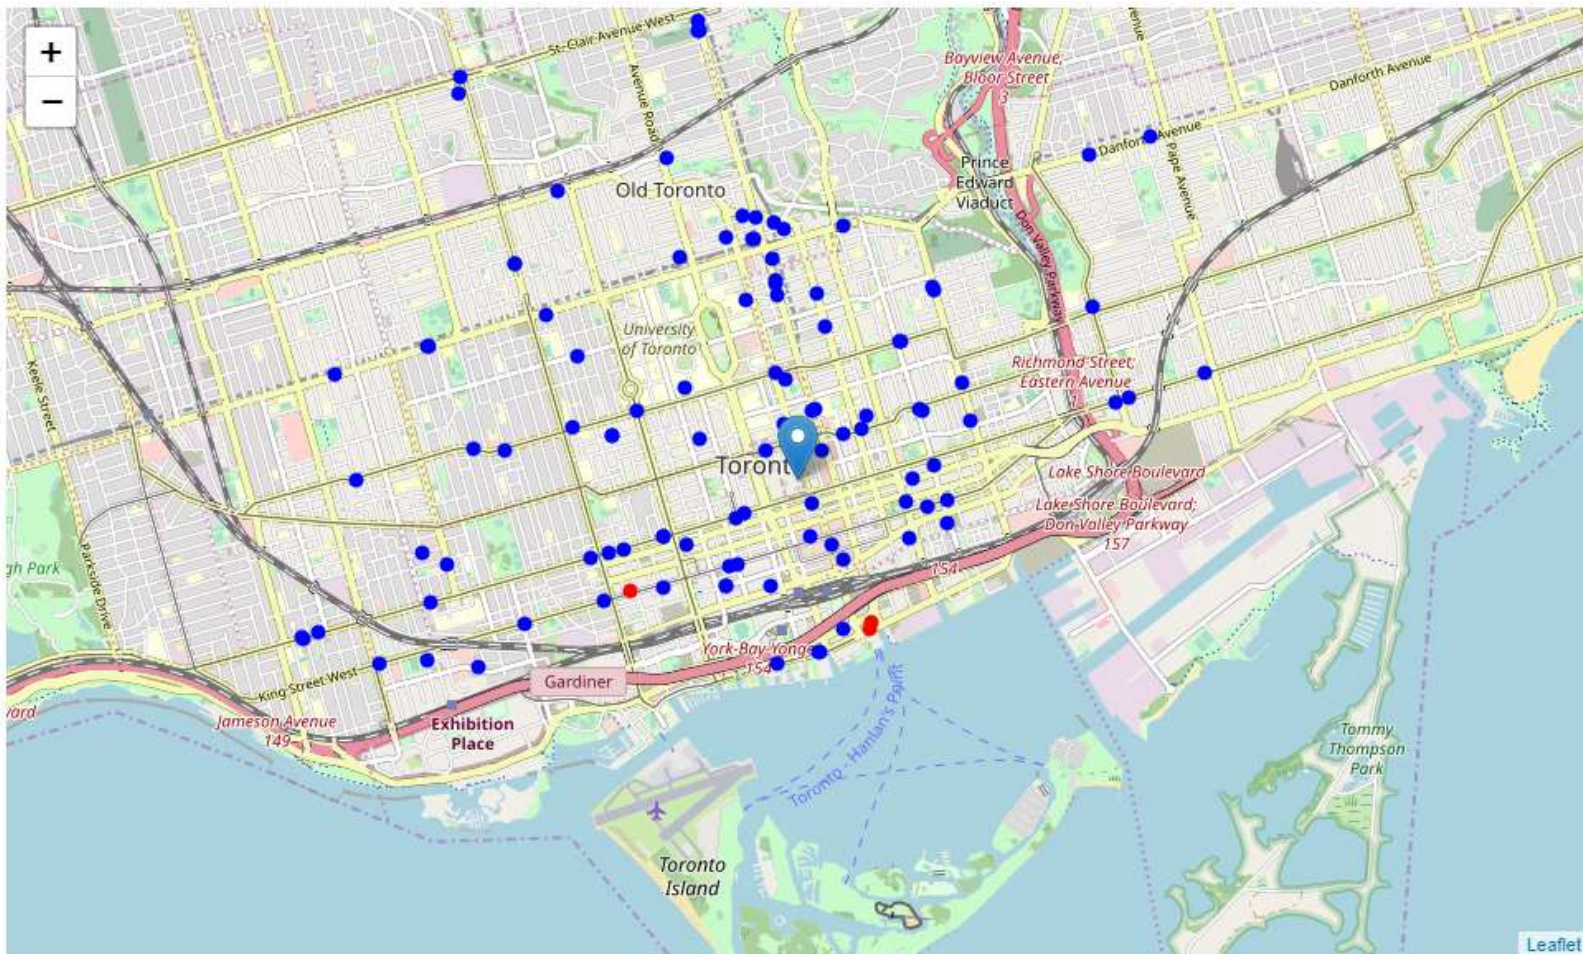 +
−
St. Clair Avenue West
Avenue Road
Bayview Avenue;
Bloor Street
3
Danforth Avenue
Danforth Avenue
Pape Avenue
Prince
Edward
Viaduct
Old Toronto
Don Valley Parkway
University
of Toronto
Richmond Street;
Eastern Avenue
1
Keele Street
Toront
Lake Shore Boulevard
Lake Shore Boulevard;
Don Valley Parkway
157
gh Park
Parkside Drive
154
York-Bay-Yonge
154
Gardiner
King Street West
Jameson Avenue
149
Exhibition
Place
Toronto - Hanlan's Point
Tommy
Thompson
Park
Toronto
Island
Leaflet